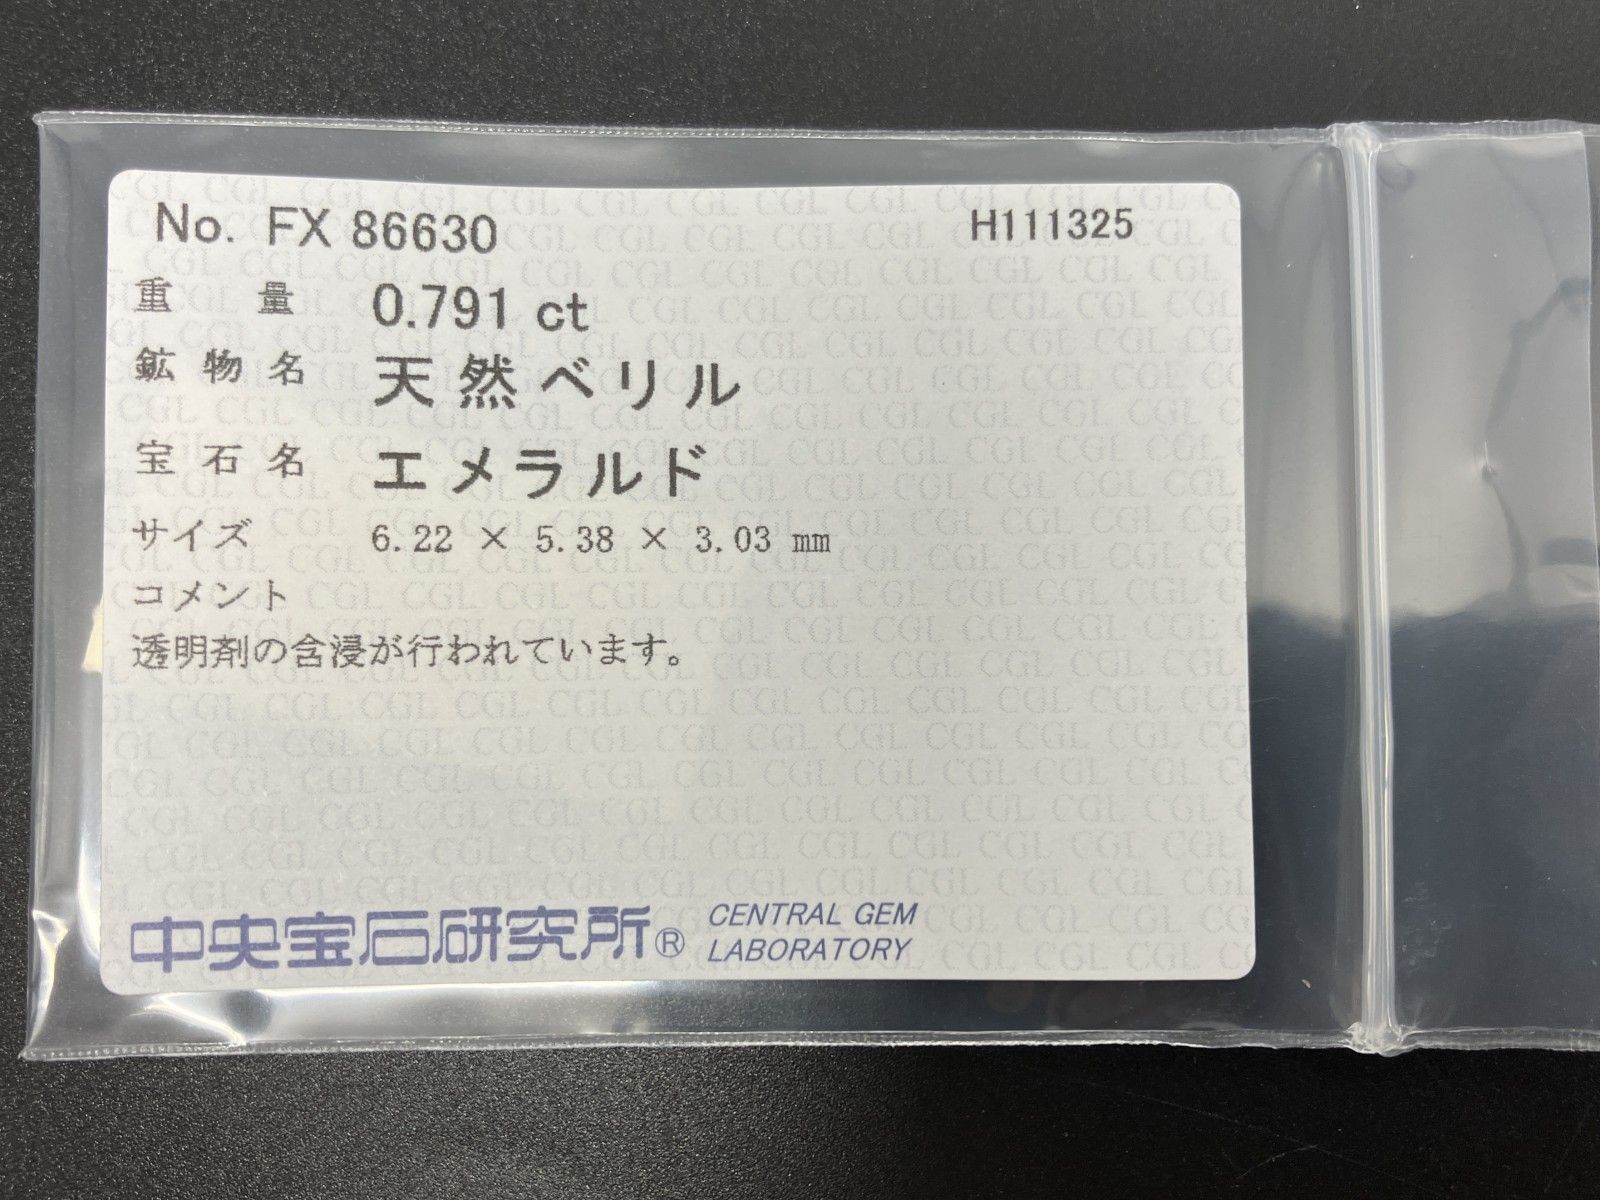 No. FX 86630 H111325
重量 0.791 ct
鉱物名 天然ベリル
宝石名 エメラルド
サイズ 6.22 × 5.38 × 3.03 mm
コメント
透明剤の含浸が行われています。
中央宝石研究所® CENTRAL GEM LABORATORY